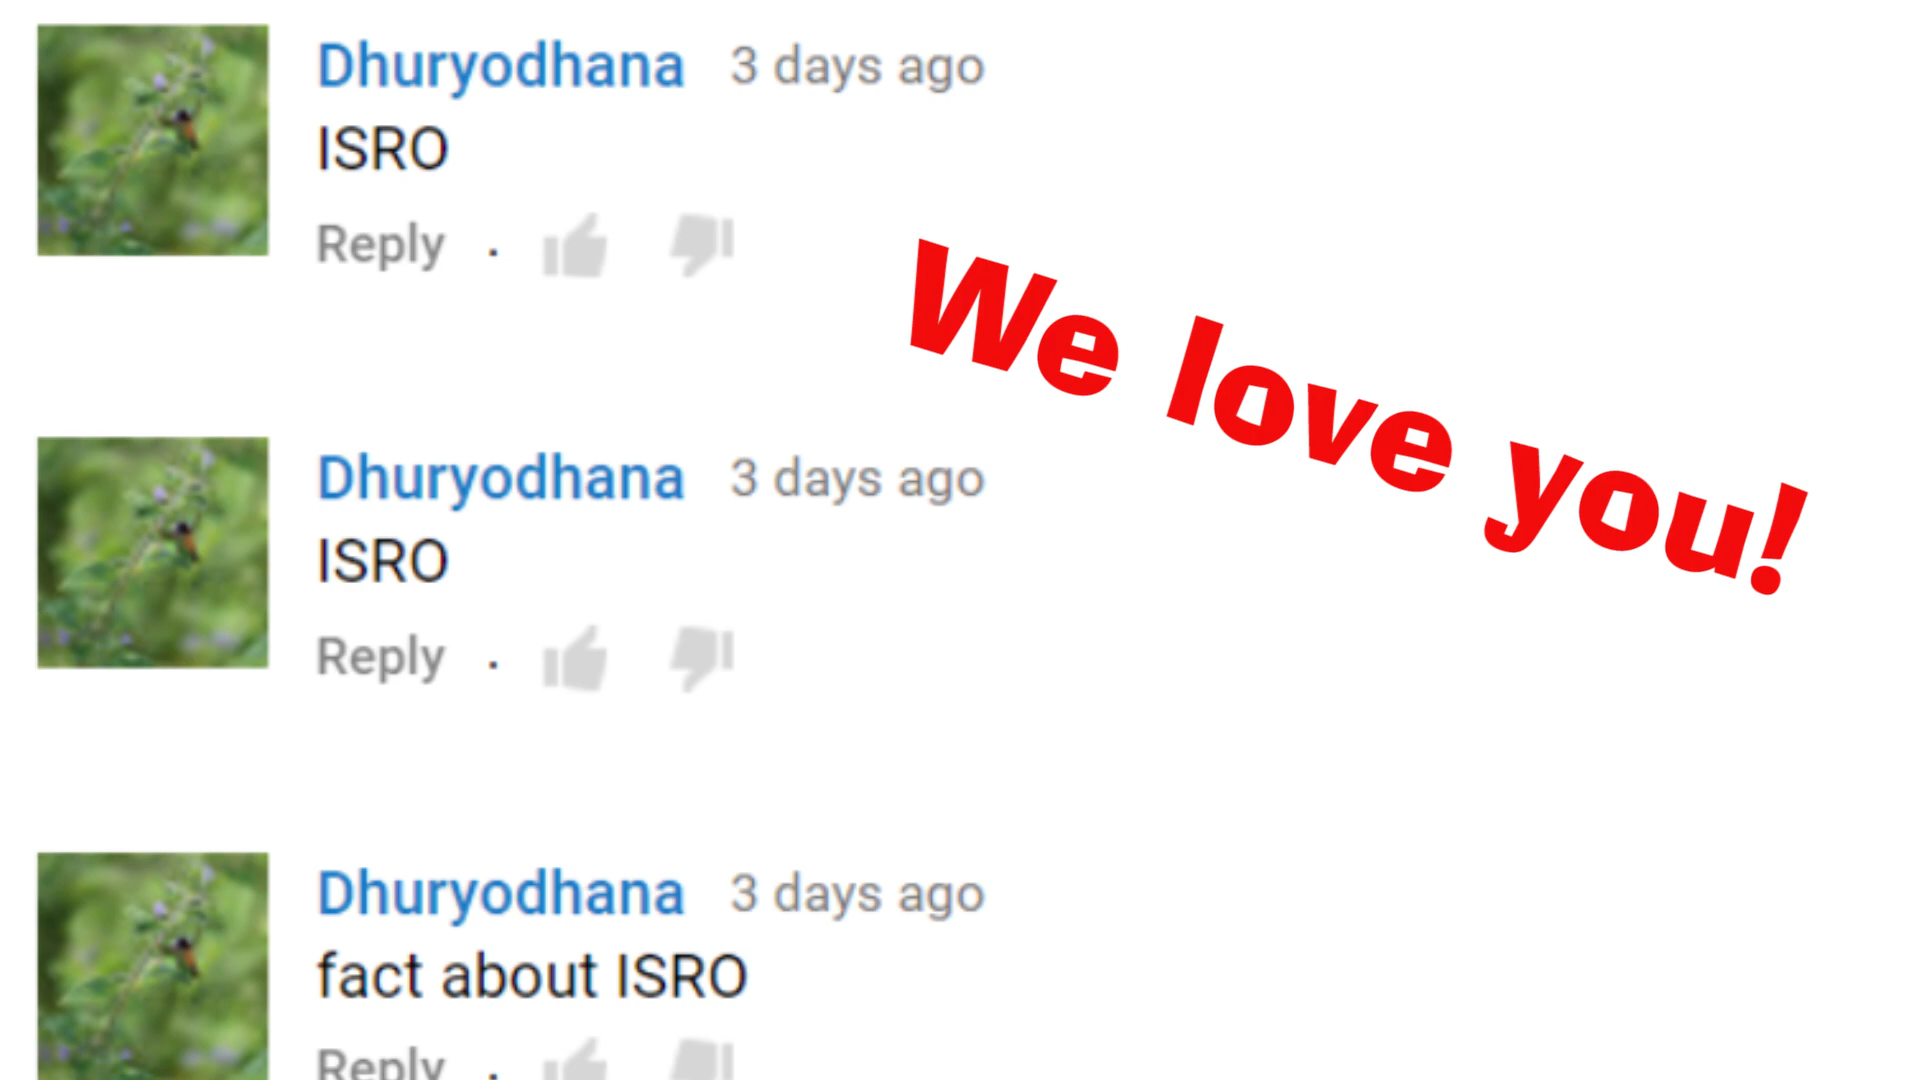 Dhuryodhana 3 days ago
ISRO
Reply .
We love you!
Dhuryodhana 3 days ago
ISRO
Reply .
Dhuryodhana 3 days ago
fact about ISRO
Reply .